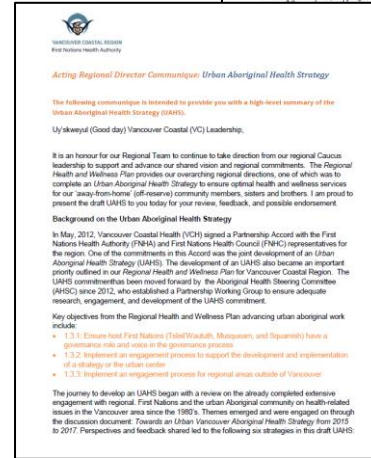 VANCOUVER COASTAL REGION
First Nations Health Authority
Acting Regional Director Communique: Urban Aboriginal Health Strategy
The following communique is intended to provide you with a high-level summary of the
Urban Aboriginal Health Strategy (UAHS).
Uy'skweyul (Good day) Vancouver Coastal (VC) Leadership,
It is an honour for our Regional Team to continue to take direction from our regional Caucus
leadership to support and advance our shared vision and regional commitments. The Regional
Health and Wellness Plan provides our overarching regional directions, one of which was to
complete an Urban Aboriginal Health Strategy to ensure optimal health and wellness services
for our 'away-from-home' (off-reserve) community members, sisters and brothers. I am proud to
present the draft UAHS to you today for your review, feedback, and possible endorsement.
Background on the Urban Aboriginal Health Strategy
In May, 2012, Vancouver Coastal Health (VCH) signed a Partnership Accord with the First
Nations Health Authority (FNHA) and First Nations Health Council (FNHC) representatives for
the region. One of the commitments in this Accord was the joint development of an Urban
Aboriginal Health Strategy (UAHS). The development of an UAHS also became an important
priority outlined in our Regional Health and Wellness Plan for Vancouver Coastal Region. The
UAHS commitmenthas been moved forward by the Aboriginal Health Steering Committee
(AHSC) since 2012, who established a Partnership Working Group to ensure adequate
research, engagement, and development of the UAHS commitment.
Key objectives from the Regional Health and Wellness Plan advancing urban aboriginal work
include:
• 1.3.1: Ensure host First Nations (TsleilWaututh, Musqueam, and Squamish) have a
governance role and voice in the governance process
• 1.3.2: Implement an engagement process to support the development and implementation
of a strategy or the urban center
• 1.3.3: Implement an engagement process for regional areas outside of Vancouver
The journey to develop an UAHS began with a review on the already completed extensive
engagement with regional. First Nations and the urban Aboriginal community on health-related
issues in the Vancouver area since the 1980's. Themes emerged and were engaged on through
the discussion document: Towards an Urban Vancouver Aboriginal Health Strategy from 2015
to 2017. Perspectives and feedback shared led to the following six strategies in this draft UAHS: